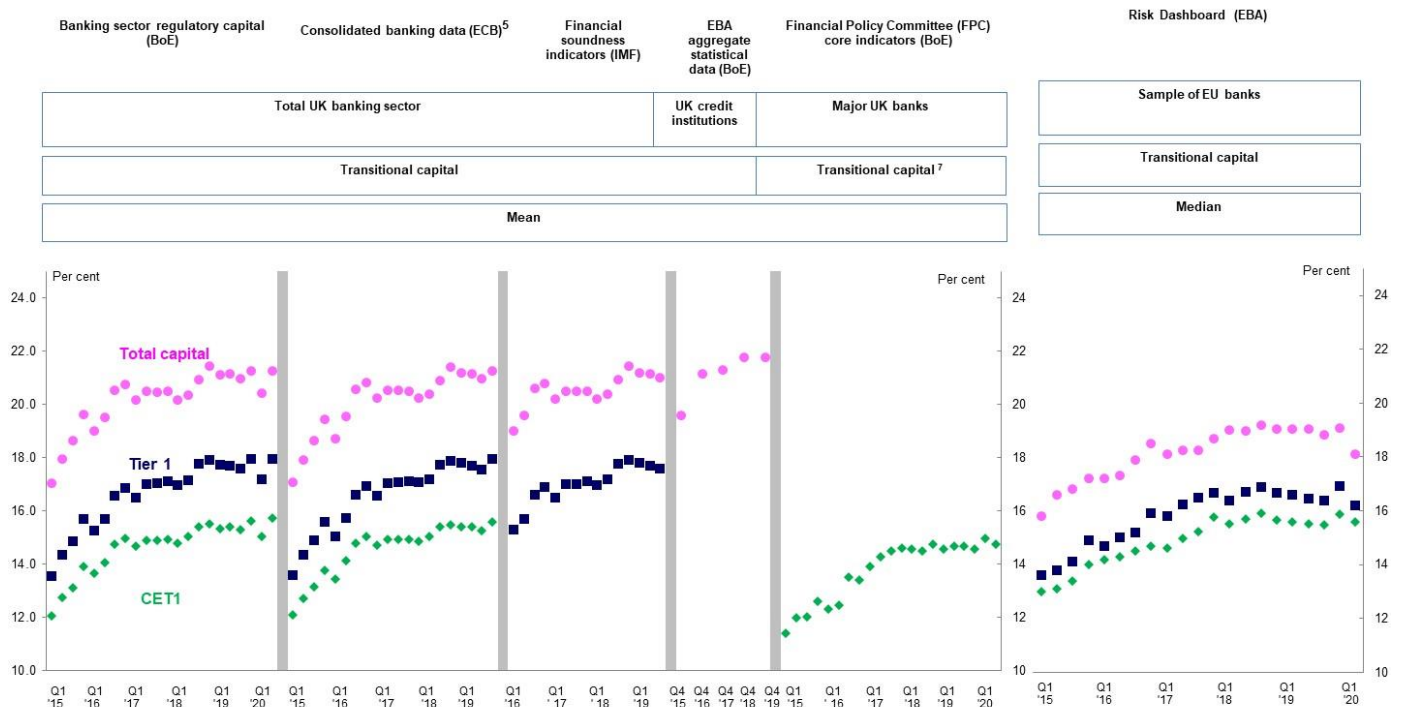 Banking sector regulatory capital
(BoE)
Consolidated banking data (ECB)5
Financial
soundness
indicators (IMF)
EBA
aggregate
statistical
data (BoE)
Financial Policy Committee (FPC)
core indicators (BoE)
Risk Dashboard (EBA)
Total UK banking sector
UK credit
institutions
Major UK banks
Sample of EU banks
Transitional capital
Transitional capital 7
Transitional capital
Mean
Median
Per cent
Per cent
Per cent
24.0
22.0
20.0
18.0
16.0
14.0
12.0
10.0
Total capital
Tier 1
CET1
24
22
20
18
16
14
12
10
24
22
20
18
16
14
12
10
Q1 Q1 Q1 Q1 Q1 Q1
'15 '16 '17 '18 '19 '20
Q1 Q1 Q1 Q1 Q1
'15 '16 '17 '18 '19
Q1 Q1 Q1 Q1
'16 '17 '18 '19
Q4 Q4 Q4 Q4 Q4
'15 '16 '17 '18 '19
Q1 Q1 Q1 Q1 Q1 Q1
'15 '16 '17 '18 '19 '20
Q1 Q1 Q1 Q1 Q1 Q1
'15 '16 '17 '18 '19 '20